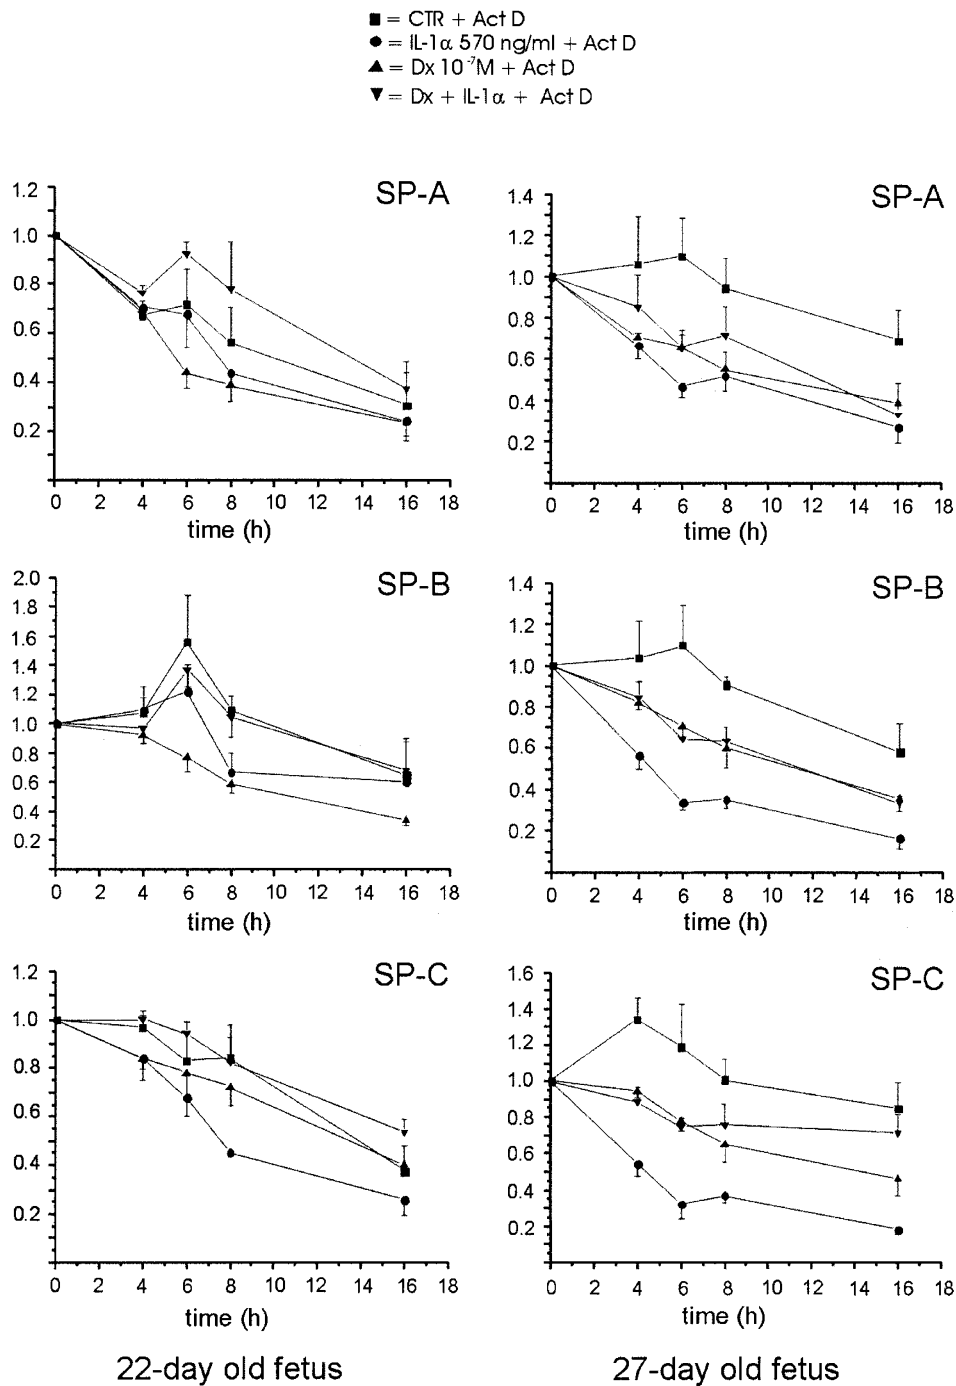 ■ = CTR + Act D
● = IL-1α 570 ng/ml + Act D
▲ = Dx 10⁻⁷M + Act D
▼ = Dx + IL-1α + Act D
SP-A
1.2
1.0
0.8
0.6
0.4
0.2
0 2 4 6 8 10 12 14 16 18
time (h)
SP-A
1.4
1.2
1.0
0.8
0.6
0.4
0.2
0 2 4 6 8 10 12 14 16 18
time (h)
SP-B
2.0
1.8
1.6
1.4
1.2
1.0
0.8
0.6
0.4
0.2
0 2 4 6 8 10 12 14 16 18
time (h)
SP-B
1.4
1.2
1.0
0.8
0.6
0.4
0.2
0 2 4 6 8 10 12 14 16 18
time (h)
SP-C
1.2
1.0
0.8
0.6
0.4
0.2
0 2 4 6 8 10 12 14 16 18
time (h)
SP-C
1.6
1.4
1.2
1.0
0.8
0.6
0.4
0.2
0 2 4 6 8 10 12 14 16 18
time (h)
22-day old fetus
27-day old fetus